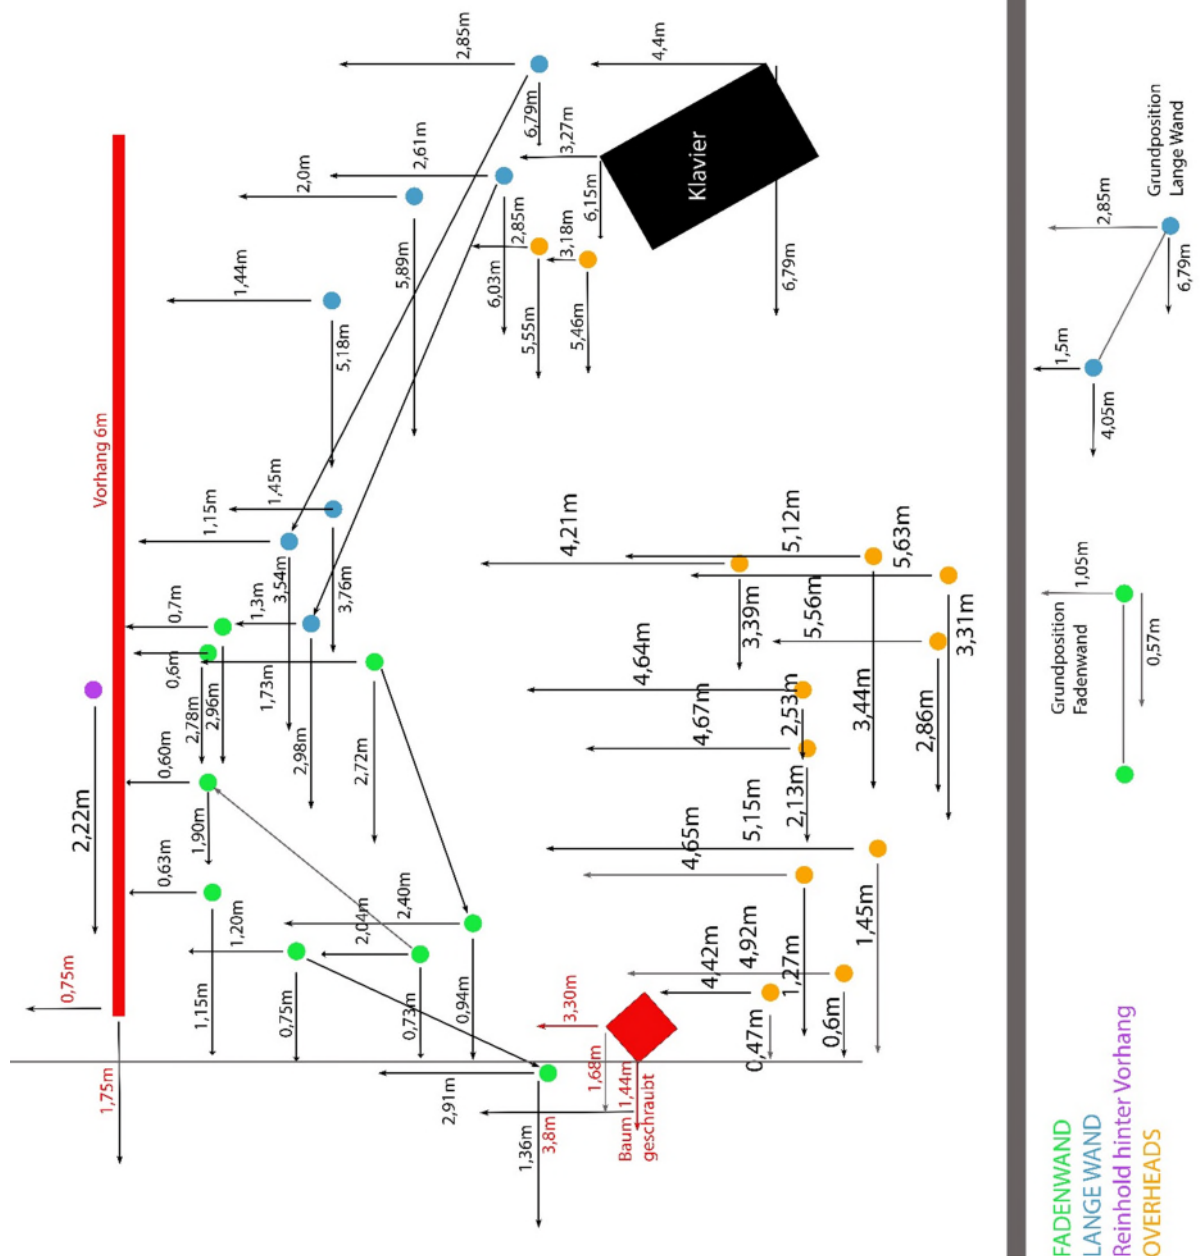 Vorhang 6m
0,75m
1,75m
2,22m
0,7m
0,6m
2,78m
2,96m
0,60m
1,90m
0,63m
1,15m
1,20m
0,75m
2,04m
0,73m
2,40m
0,94m
2,91m
1,36m
3,8m
1,15m
3,54m
1,45m
3,76m
1,3m
2,98m
1,73m
2,72m
1,44m
5,18m
2,0m
5,89m
2,61m
6,03m
2,85m
6,79m
2,85m
5,55m
3,18m
5,46m
3,27m
6,15m
4,4m
6,79m
Klavier
4,21m
3,39m
5,12m
3,44m
5,63m
3,31m
5,56m
2,86m
4,64m
2,53m
4,67m
2,13m
5,15m
1,45m
4,65m
1,27m
4,92m
0,6m
4,42m
0,47m
3,30m
1,68m
1,44m
Baum
geschraubt
Grundposition
Lange Wand
2,85m
6,79m
1,5m
4,05m
Grundposition
Fadenwand
1,05m
0,57m
FADENWAND
LANGE WAND
Reinhold hinter Vorhang
OVERHEADS